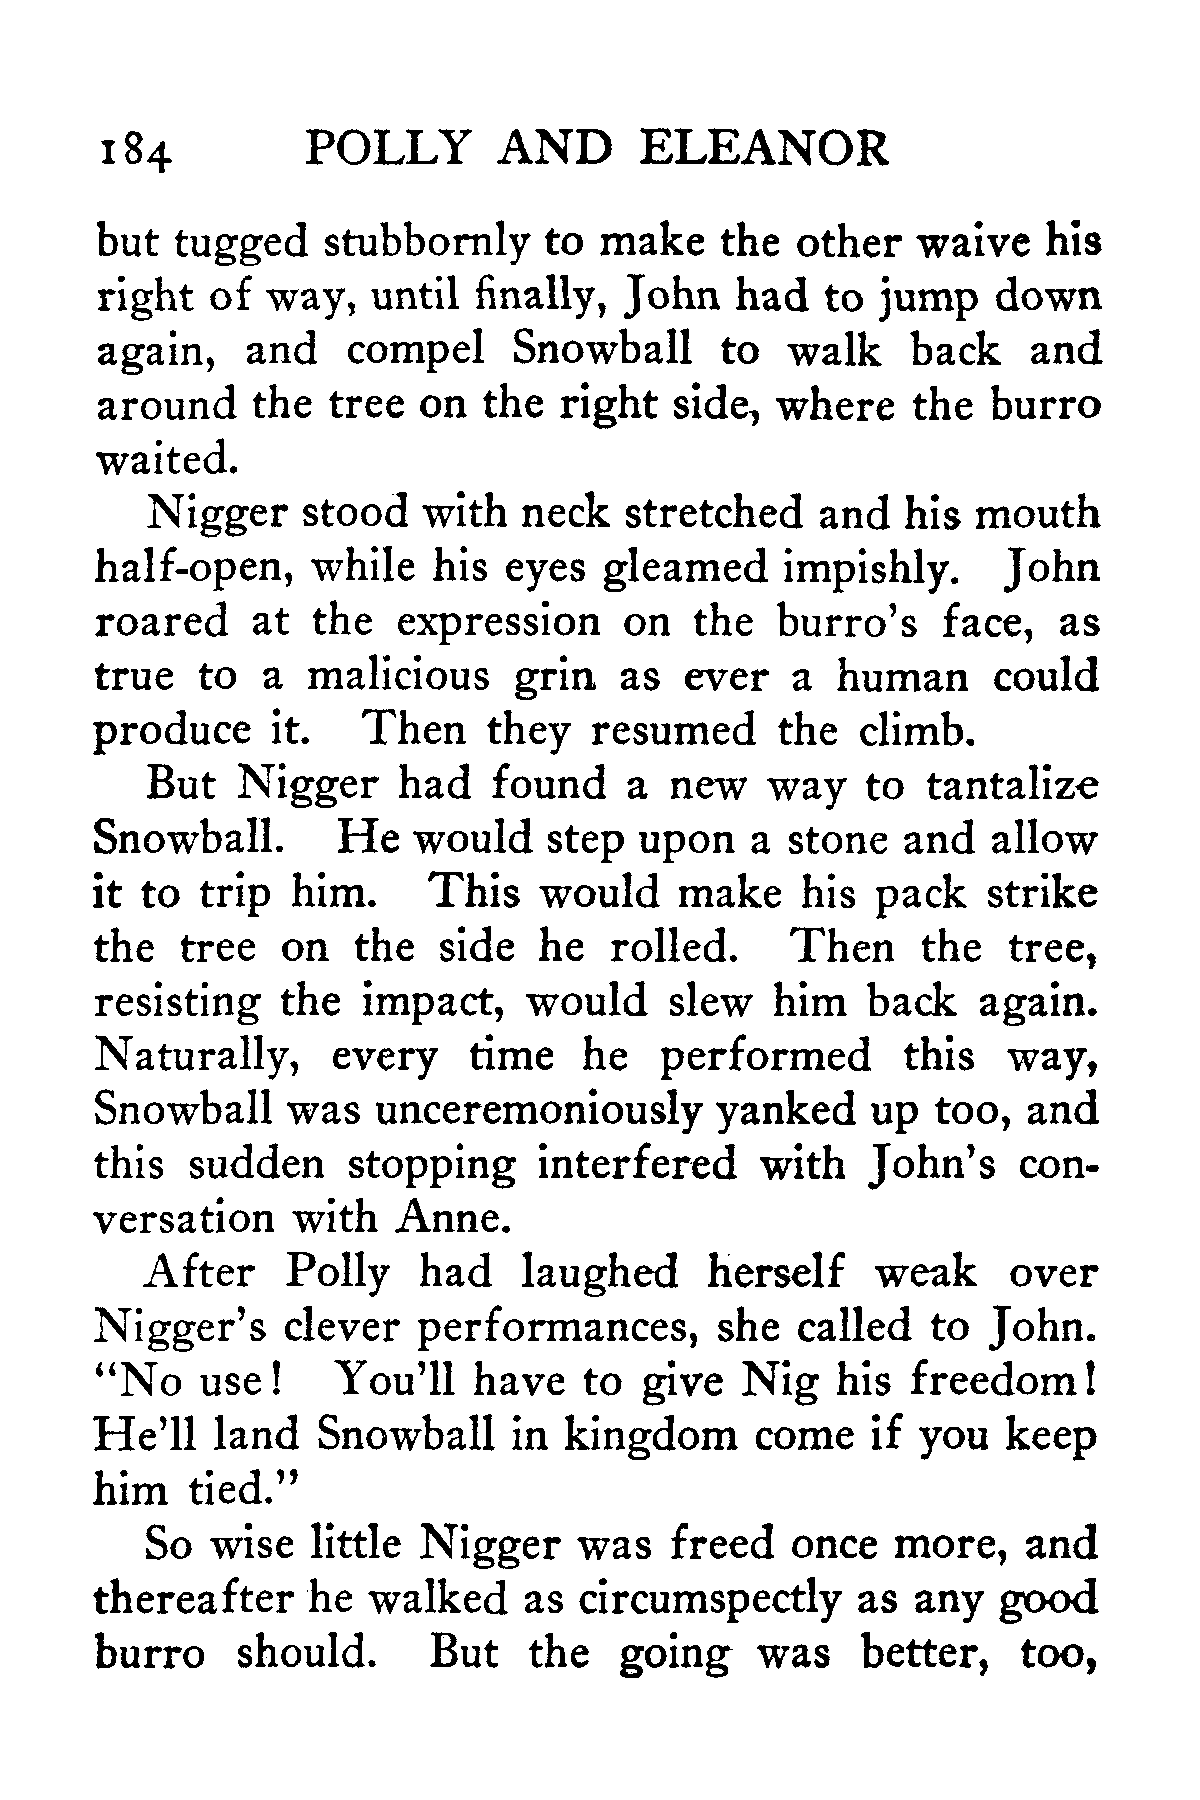 184 POLLY AND ELEANOR
but tugged stubbornly to make the other waive his
right of way, until finally, John had to jump down
again, and compel Snowball to walk back and
around the tree on the right side, where the burro
waited.
Nigger stood with neck stretched and his mouth
half-open, while his eyes gleamed impishly. John
roared at the expression on the burro's face, as
true to a malicious grin as ever a human could
produce it. Then they resumed the climb.
But Nigger had found a new way to tantalize
Snowball. He would step upon a stone and allow
it to trip him. This would make his pack strike
the tree on the side he rolled. Then the tree,
resisting the impact, would slew him back again.
Naturally, every time he performed this way,
Snowball was unceremoniously yanked up too, and
this sudden stopping interfered with John's con-
versation with Anne.
After Polly had laughed herself weak over
Nigger's clever performances, she called to John.
"No use! You'll have to give Nig his freedom!
He'll land Snowball in kingdom come if you keep
him tied."
So wise little Nigger was freed once more, and
thereafter he walked as circumspectly as any good
burro should. But the going was better, too,